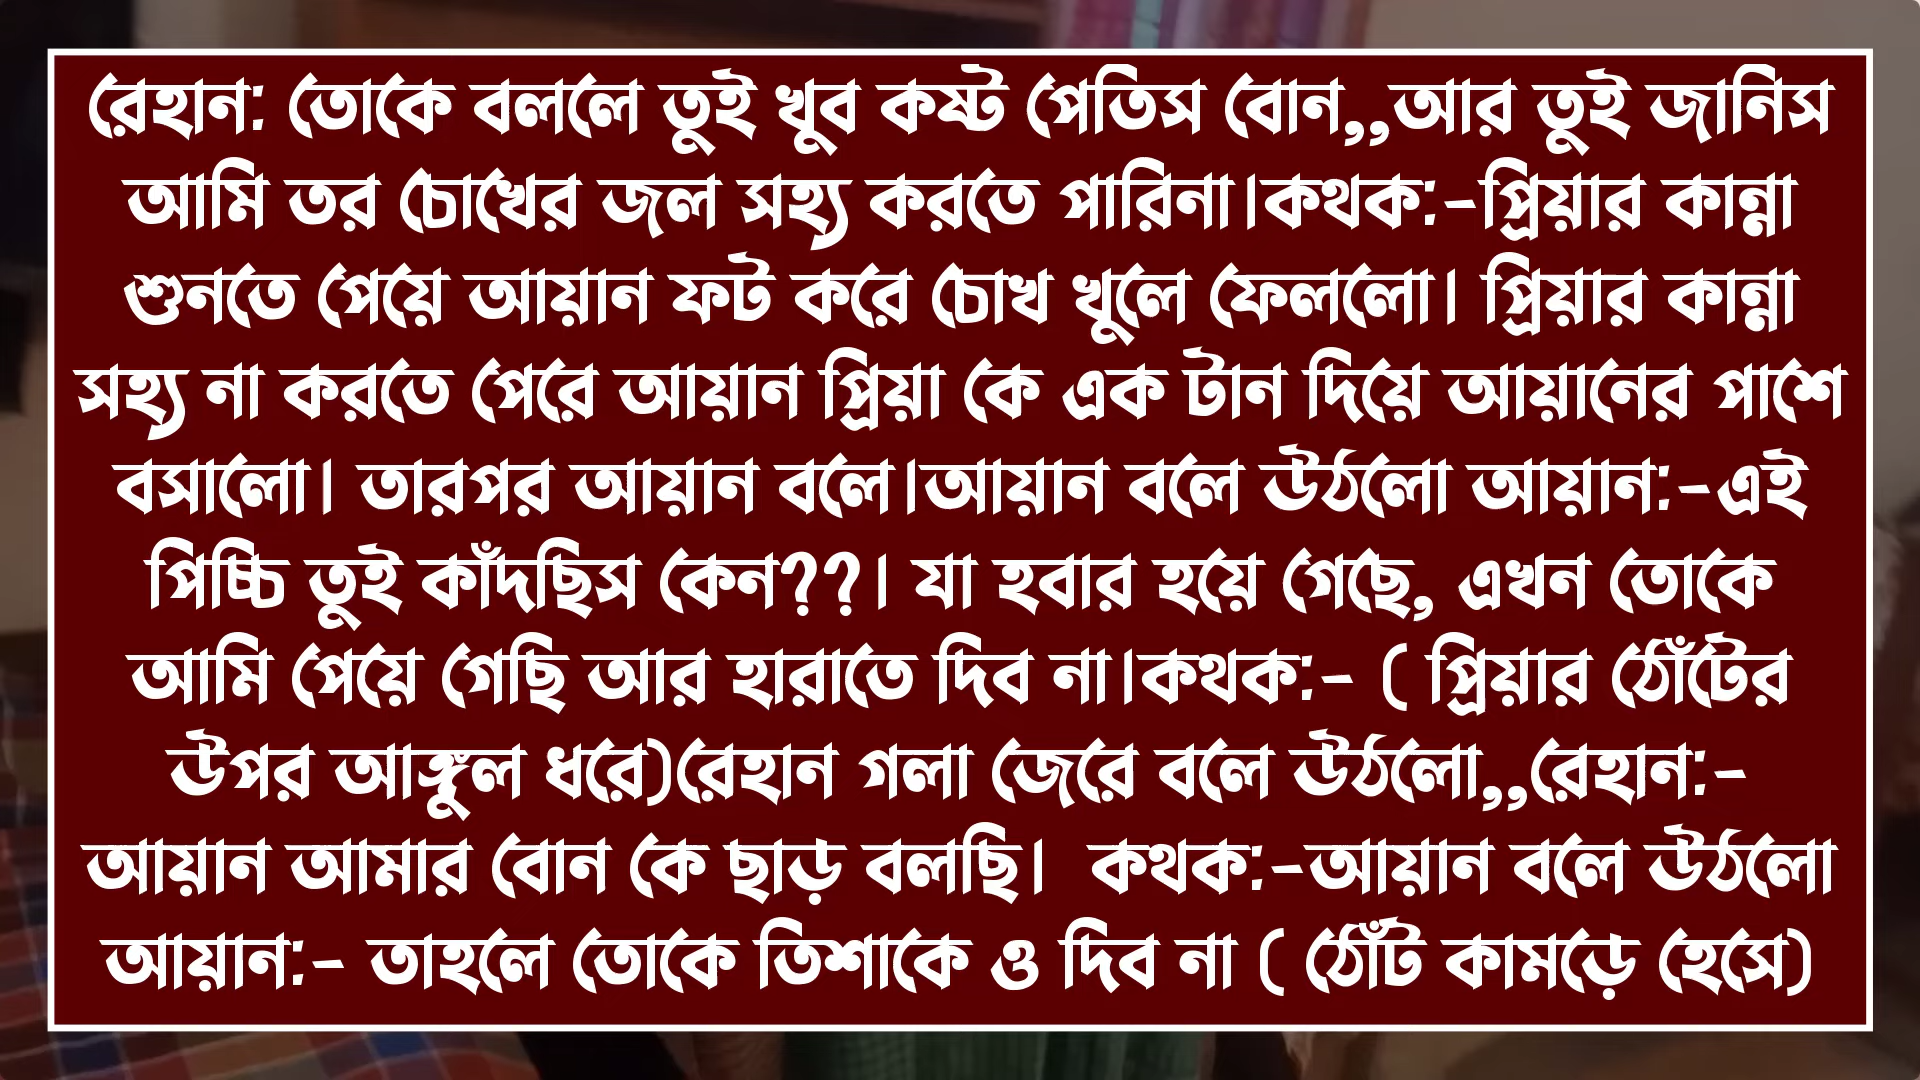 রেহান: তোকে বললে তুই খুব কষ্ট পেতিস বোন,,আর তুই জানিস
আমি তর চোখের জল সহ্য করতে পারিনা।কথক:-প্রিয়ার কান্না
শুনতে পেয়ে আয়ান ফট করে চোখ খুলে ফেললো। প্রিয়ার কান্না
সহ্য না করতে পেরে আয়ান প্রিয়া কে এক টান দিয়ে আয়ানের পাশে
বসালো। তারপর আয়ান বলে।আয়ান বলে উঠলো আয়ান:-এই
পিচ্চি তুই কাঁদছিস কেন??। যা হবার হয়ে গেছে, এখন তোকে
আমি পেয়ে গেছি আর হারাতে দিব না।কথক:- ( প্রিয়ার ঠোঁটের
উপর আঙ্গুল ধরে)রেহান গলা জেরে বলে উঠলো,,রেহান:-
আয়ান আমার বোন কে ছাড় বলছি।  কথক:-আয়ান বলে উঠলো
আয়ান:- তাহলে তোকে তিশাকে ও দিব না ( ঠোঁট কামড়ে হেসে)